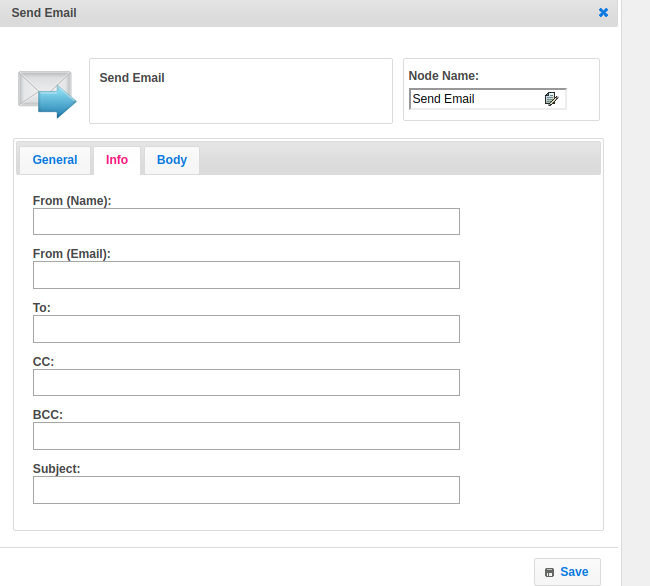 Send Email
Send Email
Node Name:
Send Email
General Info Body
From (Name):
From (Email):
To:
CC:
BCC:
Subject:
Save